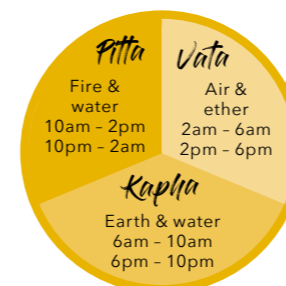 Pitta
Fire &
water
10am – 2pm
10pm – 2am
Vata
Air &
ether
2am – 6am
2pm – 6pm
Kapha
Earth & water
6am – 10am
6pm – 10pm